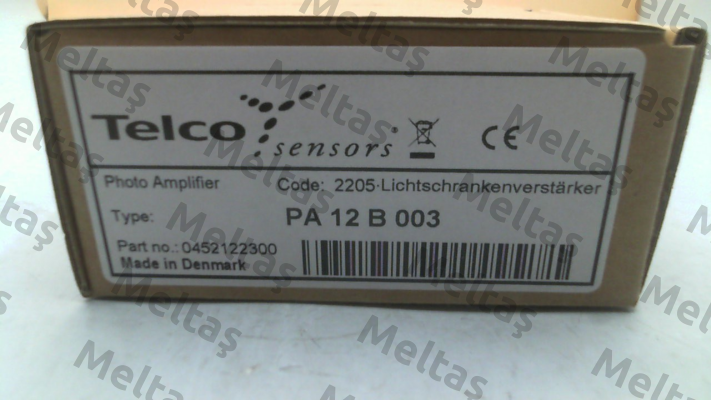 Telco sensors®
Photo Amplifier Code: 2205-Lichtschrankenverstärker
Type: PA 12 B 003
Part no.:0452122300
Made in Denmark
CE
Meltaş